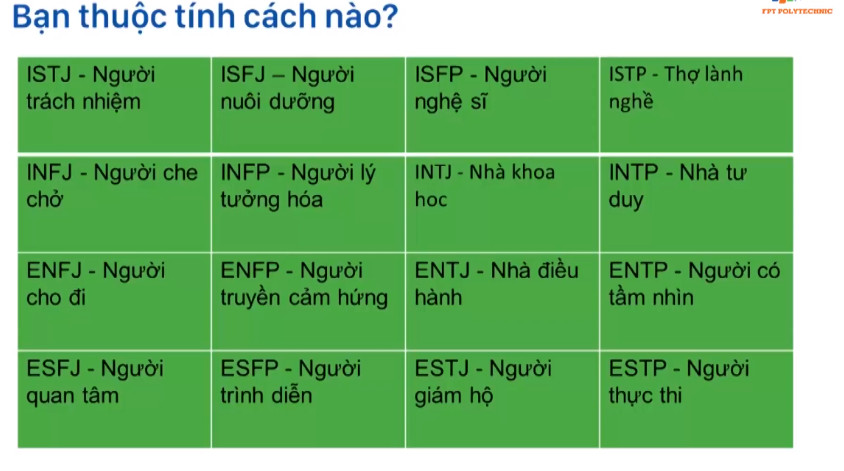 Bạn thuộc tính cách nào?
FPT POLYTECHNIC
ISTJ - Người
trách nhiệm
ISFJ – Người
nuôi dưỡng
ISFP - Người
nghệ sĩ
ISTP - Thợ lành
nghề
INFJ - Người che
chở
INFP - Người lý
tưởng hóa
INTJ - Nhà khoa
hoc
INTP - Nhà tư
duy
ENFJ - Người
cho đi
ENFP - Người
truyền cảm hứng
ENTJ - Nhà điều
hành
ENTP - Người có
tầm nhìn
ESFJ - Người
quan tâm
ESFP - Người
trình diễn
ESTJ - Người
giám hộ
ESTP - Người
thực thi